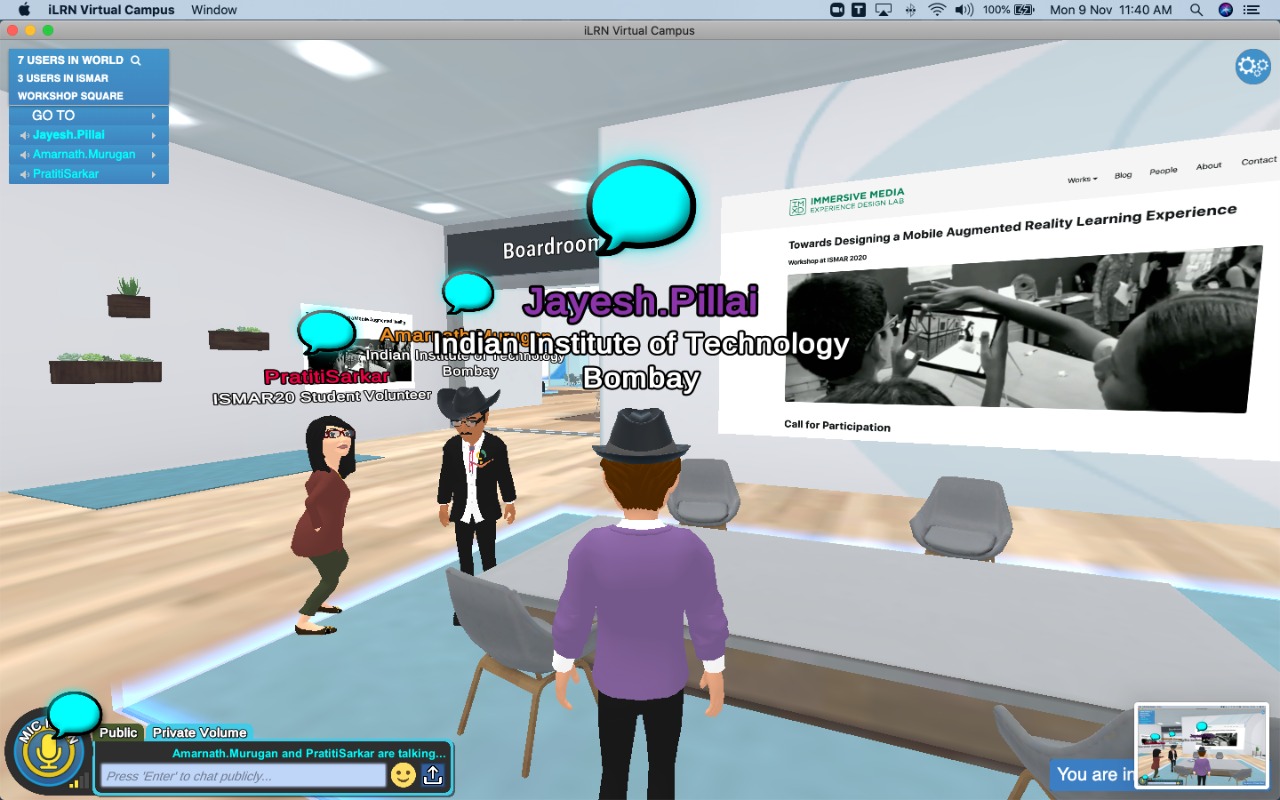 iLRN Virtual Campus Window
100% Mon 9 Nov 11:40 AM
iLRN Virtual Campus
7 USERS IN WORLD
3 USERS IN ISMAR
WORKSHOP SQUARE
GO TO
Jayesh.Pillai
Amarnath.Murugan
PratitiSarkar
Boardroom
Works Blog People About Contact
IMMERSIVE MEDIA
EXPERIENCE DESIGN LAB
Towards Designing a Mobile Augmented Reality Learning Experience
Workshop at ISMAR 2020
Call for Participation
Jayesh.Pillai
Indian Institute of Technology
Bombay
Amarnath.Murugan
Indian Institute of Technology
Bombay
PratitiSarkar
ISMAR20 Student Volunteer
Public Private Volume
Amarnath.Murugan and PratitiSarkar are talking...
Press 'Enter' to chat publicly...
You are in